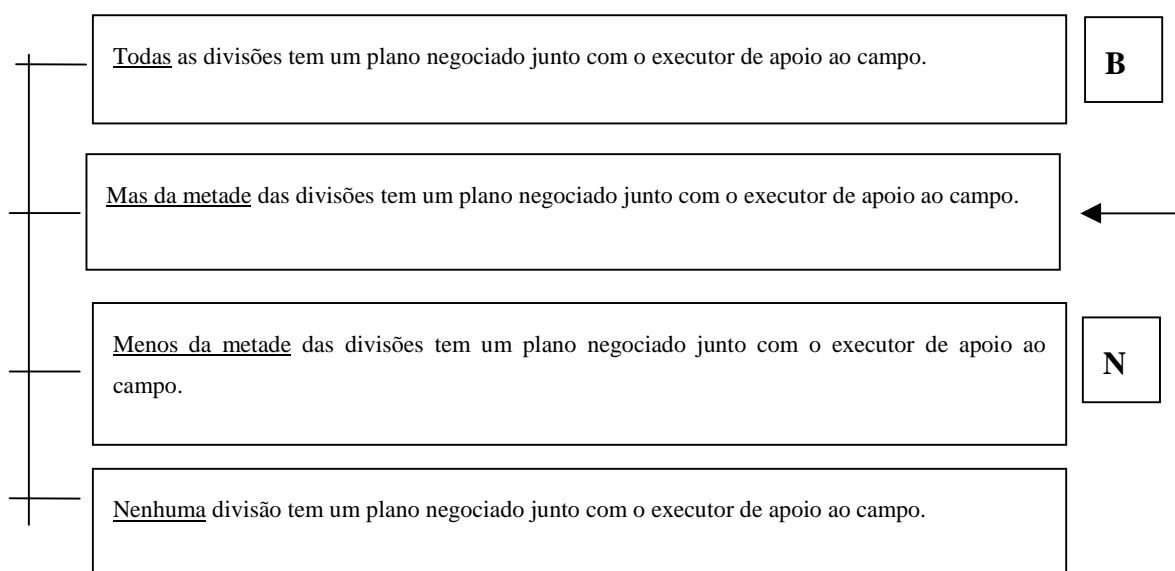 Todas as divisões tem um plano negociado junto com o executor de apoio ao campo.
B
Mas da metade das divisões tem um plano negociado junto com o executor de apoio ao campo.
Menos da metade das divisões tem um plano negociado junto com o executor de apoio ao
campo.
N
Nenhuma divisão tem um plano negociado junto com o executor de apoio ao campo.